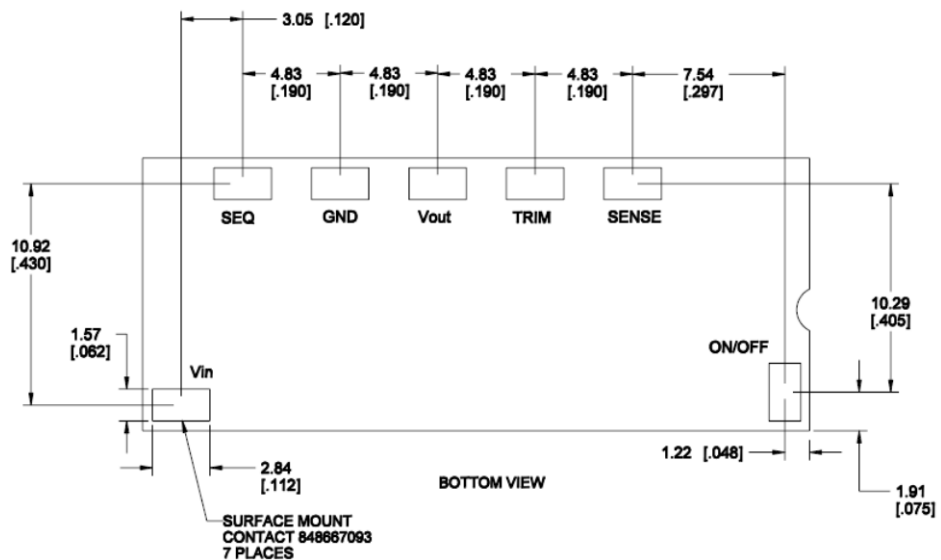 3.05 [.120]
4.83 4.83 4.83 4.83 7.54
[.190] [.190] [.190] [.190] [.297]
SEQ GND Vout TRIM SENSE
10.92
[.430]
10.29
[.405]
1.57
[.062]
ON/OFF
Vin
1.22 [.048]
2.84
[.112]
BOTTOM VIEW
1.91
[.075]
SURFACE MOUNT
CONTACT 848667093
7 PLACES